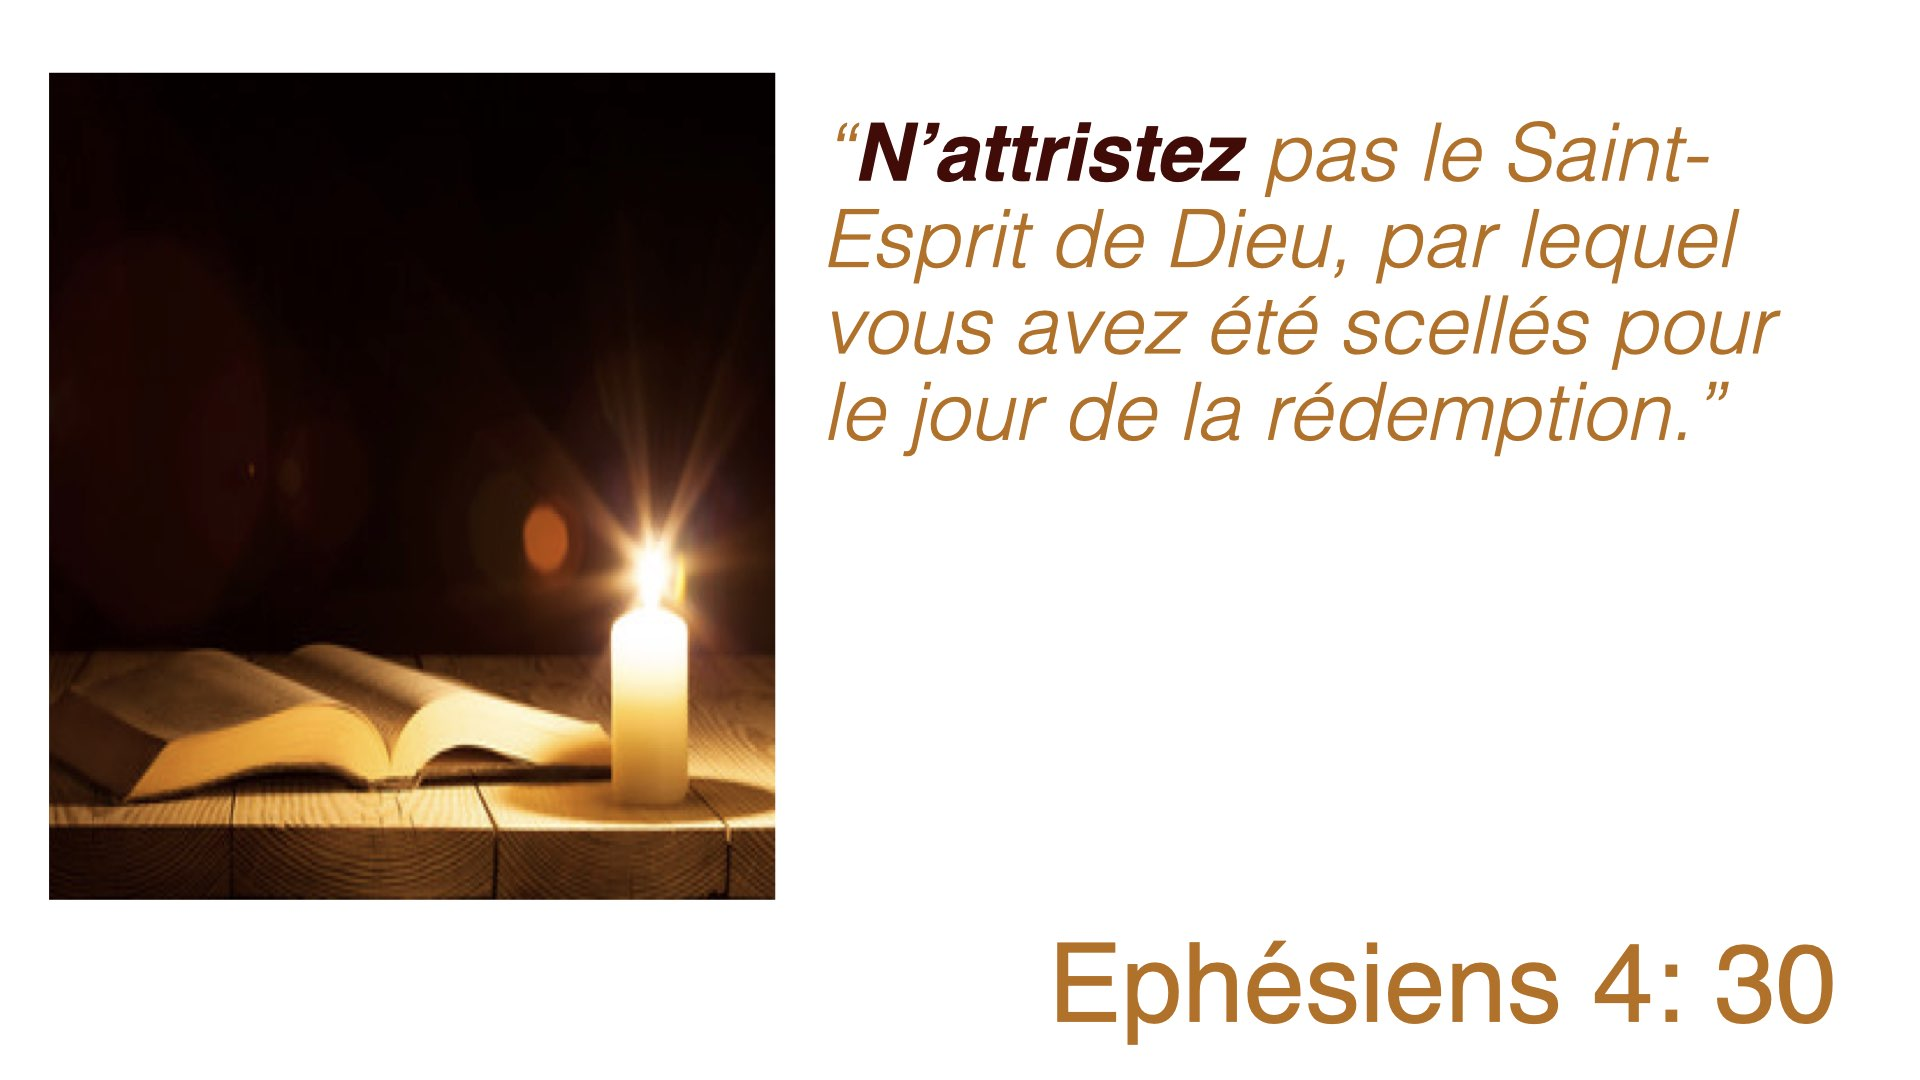 “N’attristez pas le Saint-
Esprit de Dieu, par lequel
vous avez été scellés pour
le jour de la rédemption.”
Ephésiens 4: 30